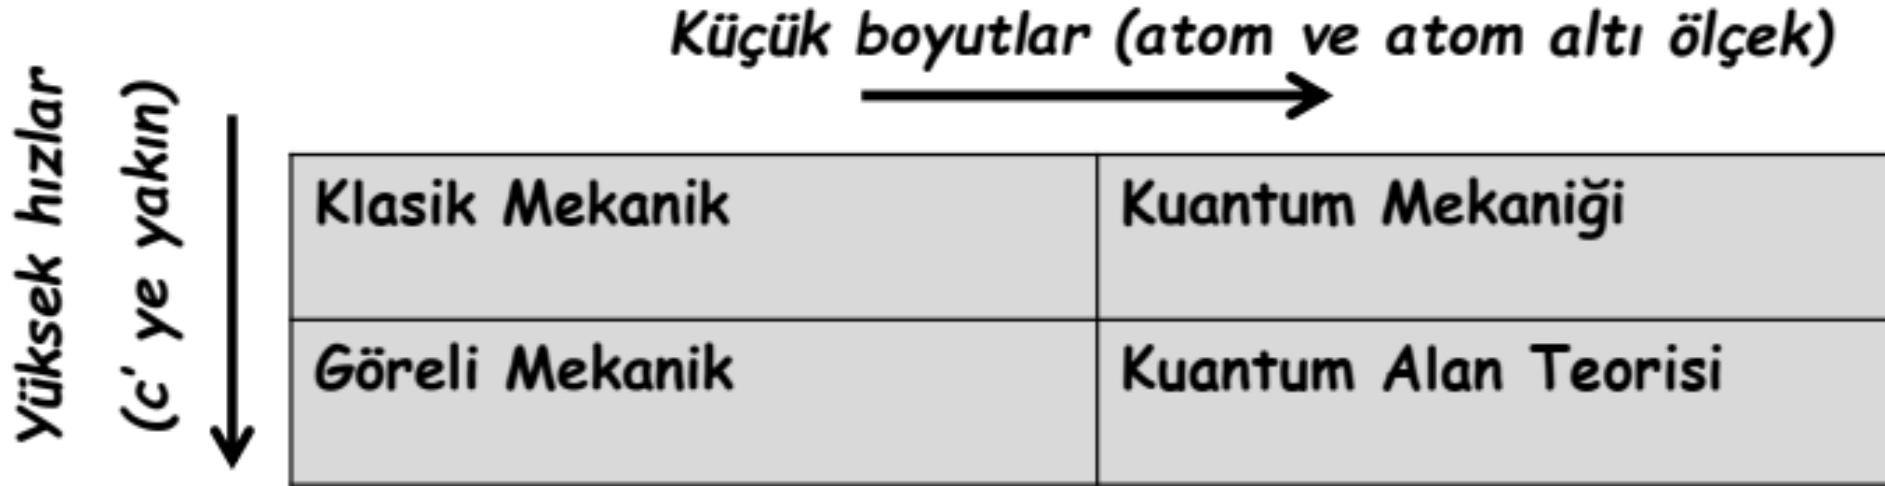 Küçük boyutlar (atom ve atom altı ölçek)
Yüksek hızlar
(c' ye yakın)
Klasik Mekanik
Kuantum Mekaniği
Göreli Mekanik
Kuantum Alan Teorisi